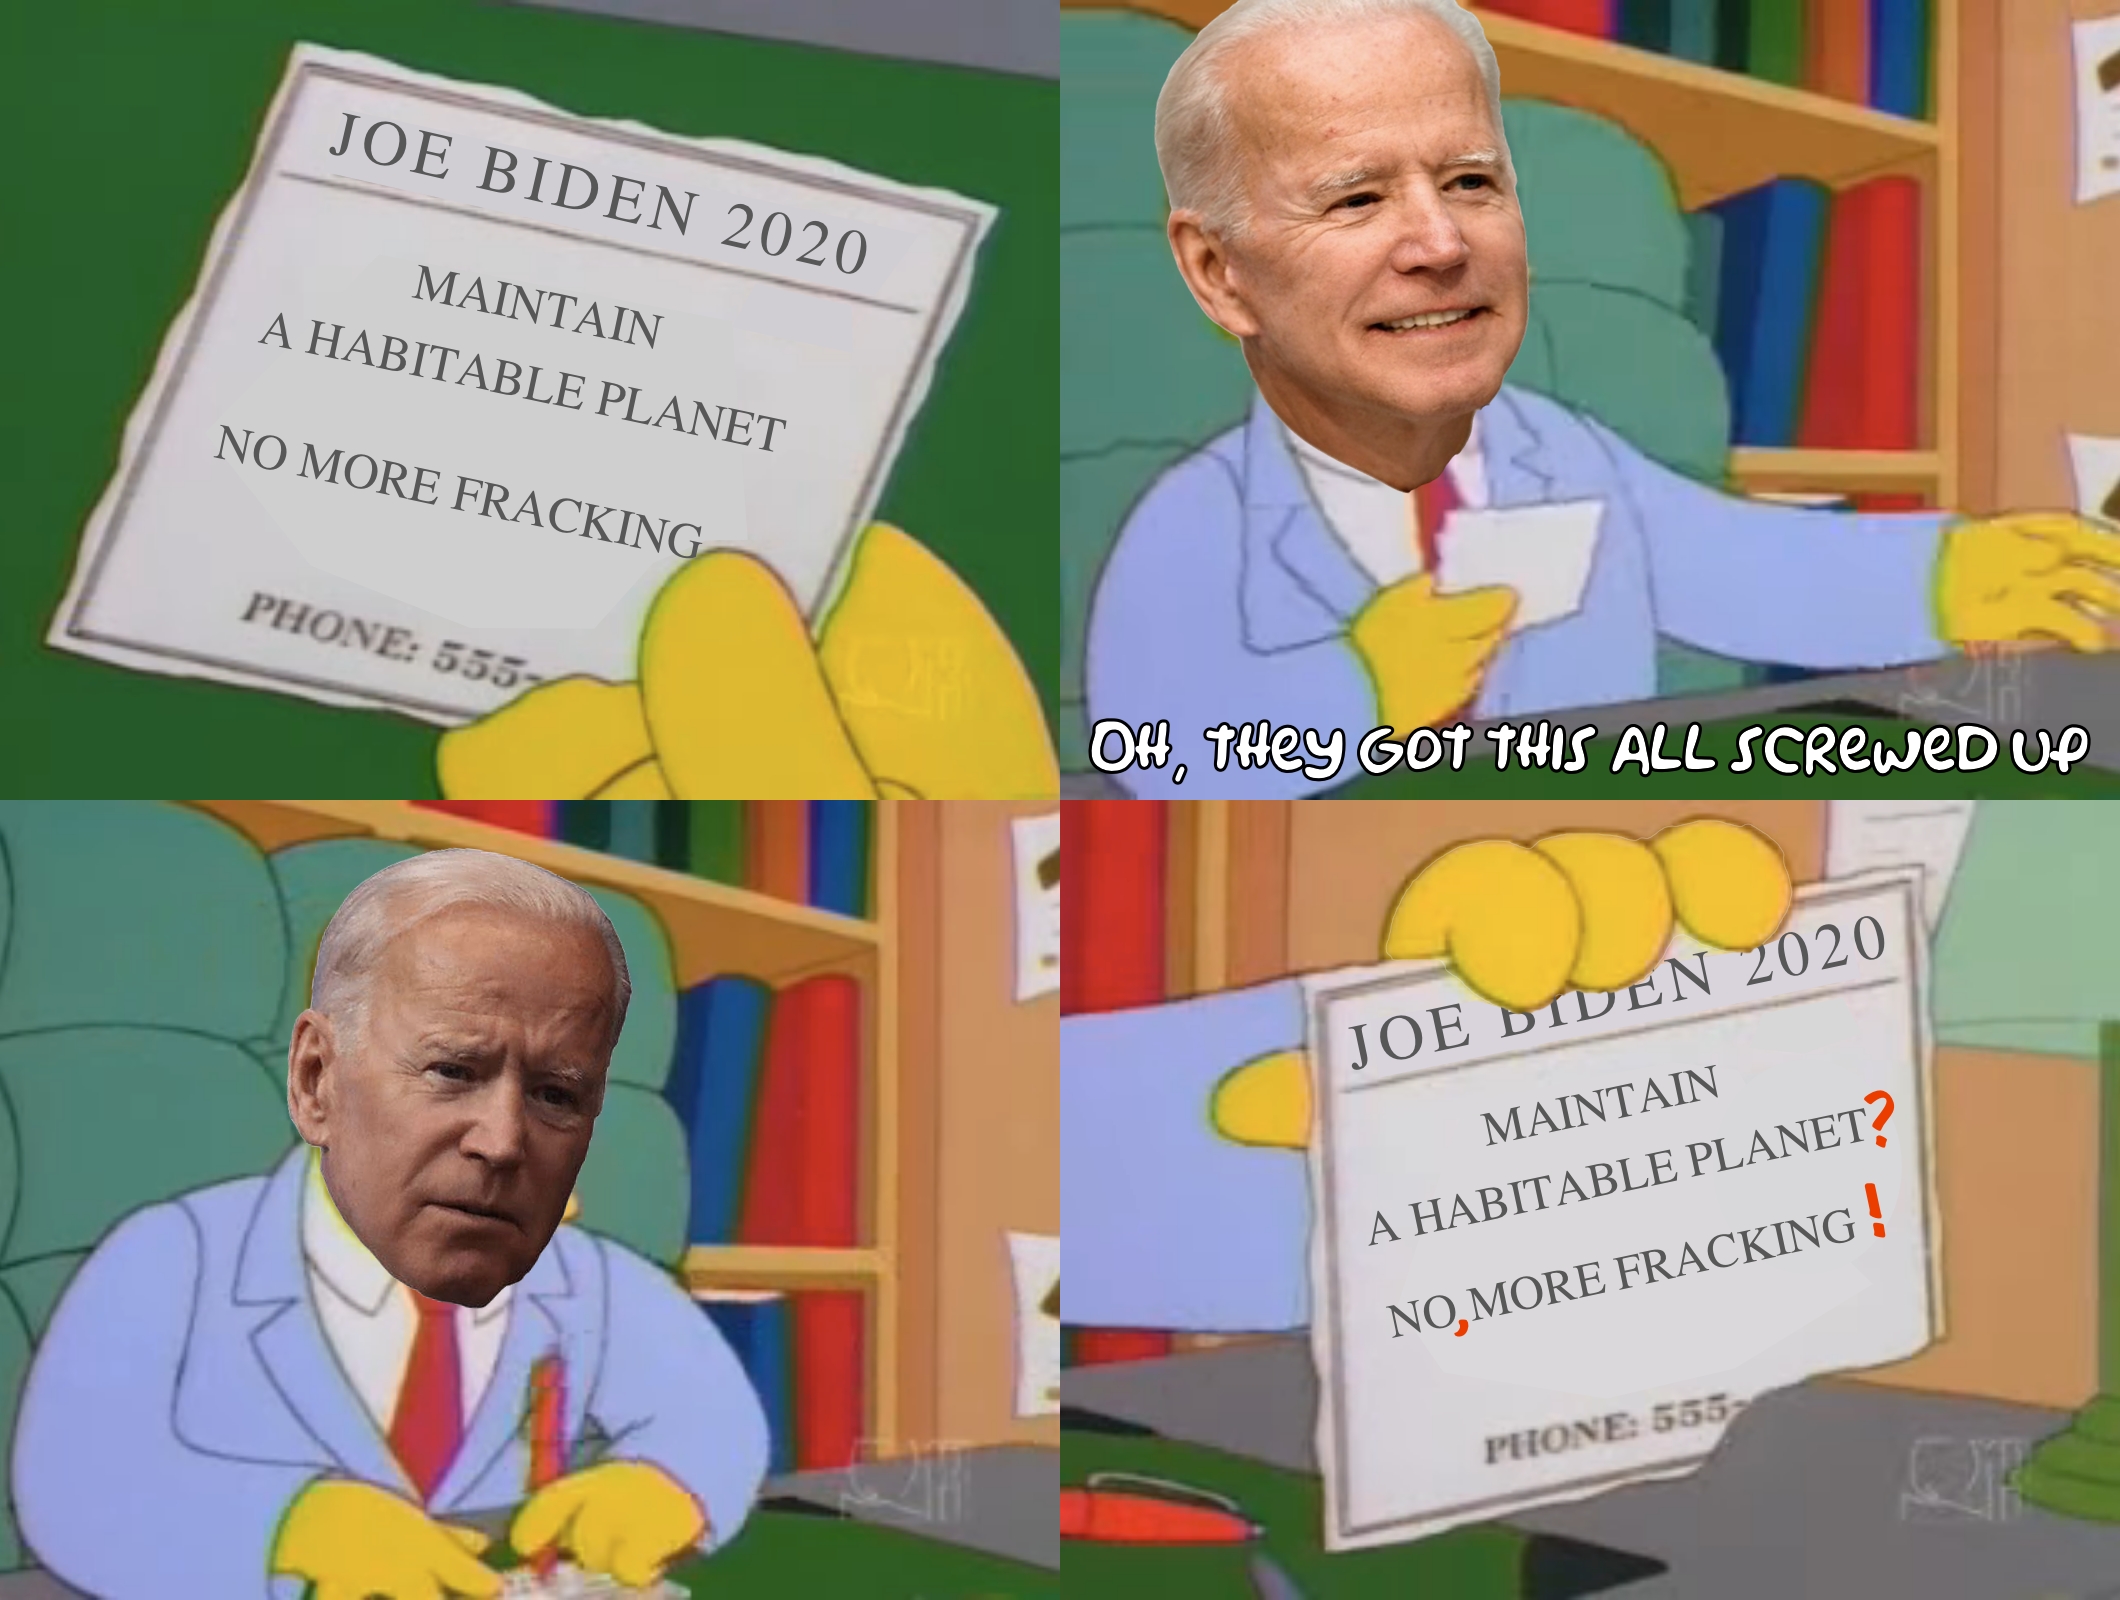 JOE BIDEN 2020
MAINTAIN
A HABITABLE PLANET
NO MORE FRACKING
PHONE: 555-
OH, THEY GOT THIS ALL SCREWED UP
JOE BIDEN 2020
MAINTAIN
A HABITABLE PLANET?
NO, MORE FRACKING!
PHONE: 555-